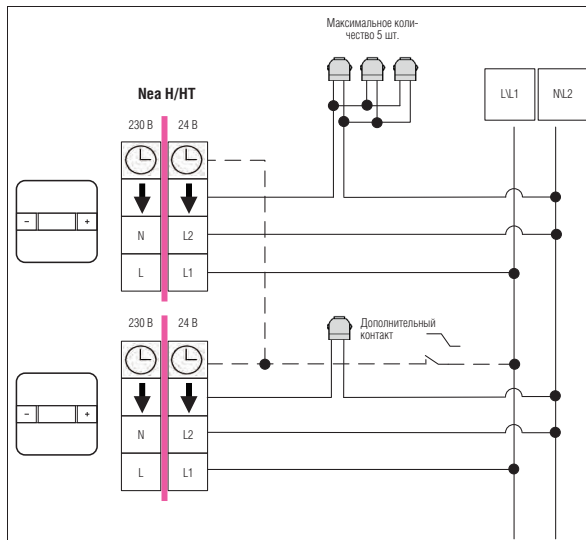 Максимальное коли-
чество 5 шт.
Nea H/HT
L\L1
N\L2
230 В
24 В
N
L2
L
L1
− +
230 В
24 В
Дополнительный
контакт
N
L2
L
L1
− +